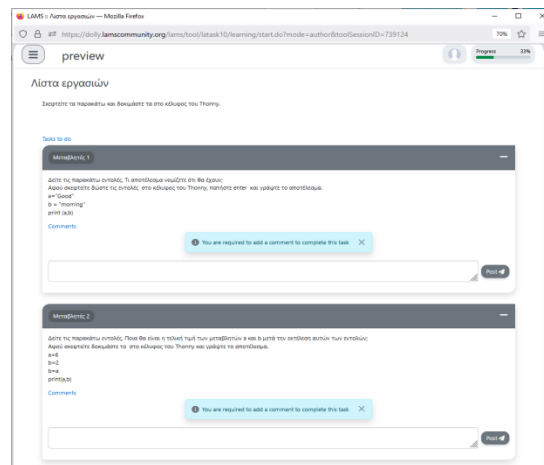 LAMS :: Λίστα εργασιών — Mozilla Firefox
https://dolly.lamscommunity.org/lams/tool/latask10/learning/start.do?mode=author&toolSessionID=739124
70%
preview
Progress 33%
Λίστα εργασιών
Σκεφτείτε τα παρακάτω και δοκιμάστε τα στο κέλυφος του Thonny.
Tasks to do
Μεταβλητές 1
Δείτε τις παρακάτω εντολές. Τι αποτέλεσμα νομίζετε ότι θα έχουν;
Αφού σκεφτείτε δώστε τις εντολές στο κέλυφος του Thonny, πατήστε enter και γράψτε το αποτέλεσμα.
a="Good"
b = "morning"
print (a,b)
Comments
You are required to add a comment to complete this task
Post
Μεταβλητές 2
Δείτε τις παρακάτω εντολές. Ποια θα είναι η τελική τιμή των μεταβλητών a και b μετά την εκτέλεση αυτών των εντολών;
Αφού σκεφτείτε δοκιμάστε τα στο κέλυφος του Thonny και γράψτε το αποτέλεσμα.
a=6
b=2
b=a
print(a,b)
Comments
You are required to add a comment to complete this task
Post